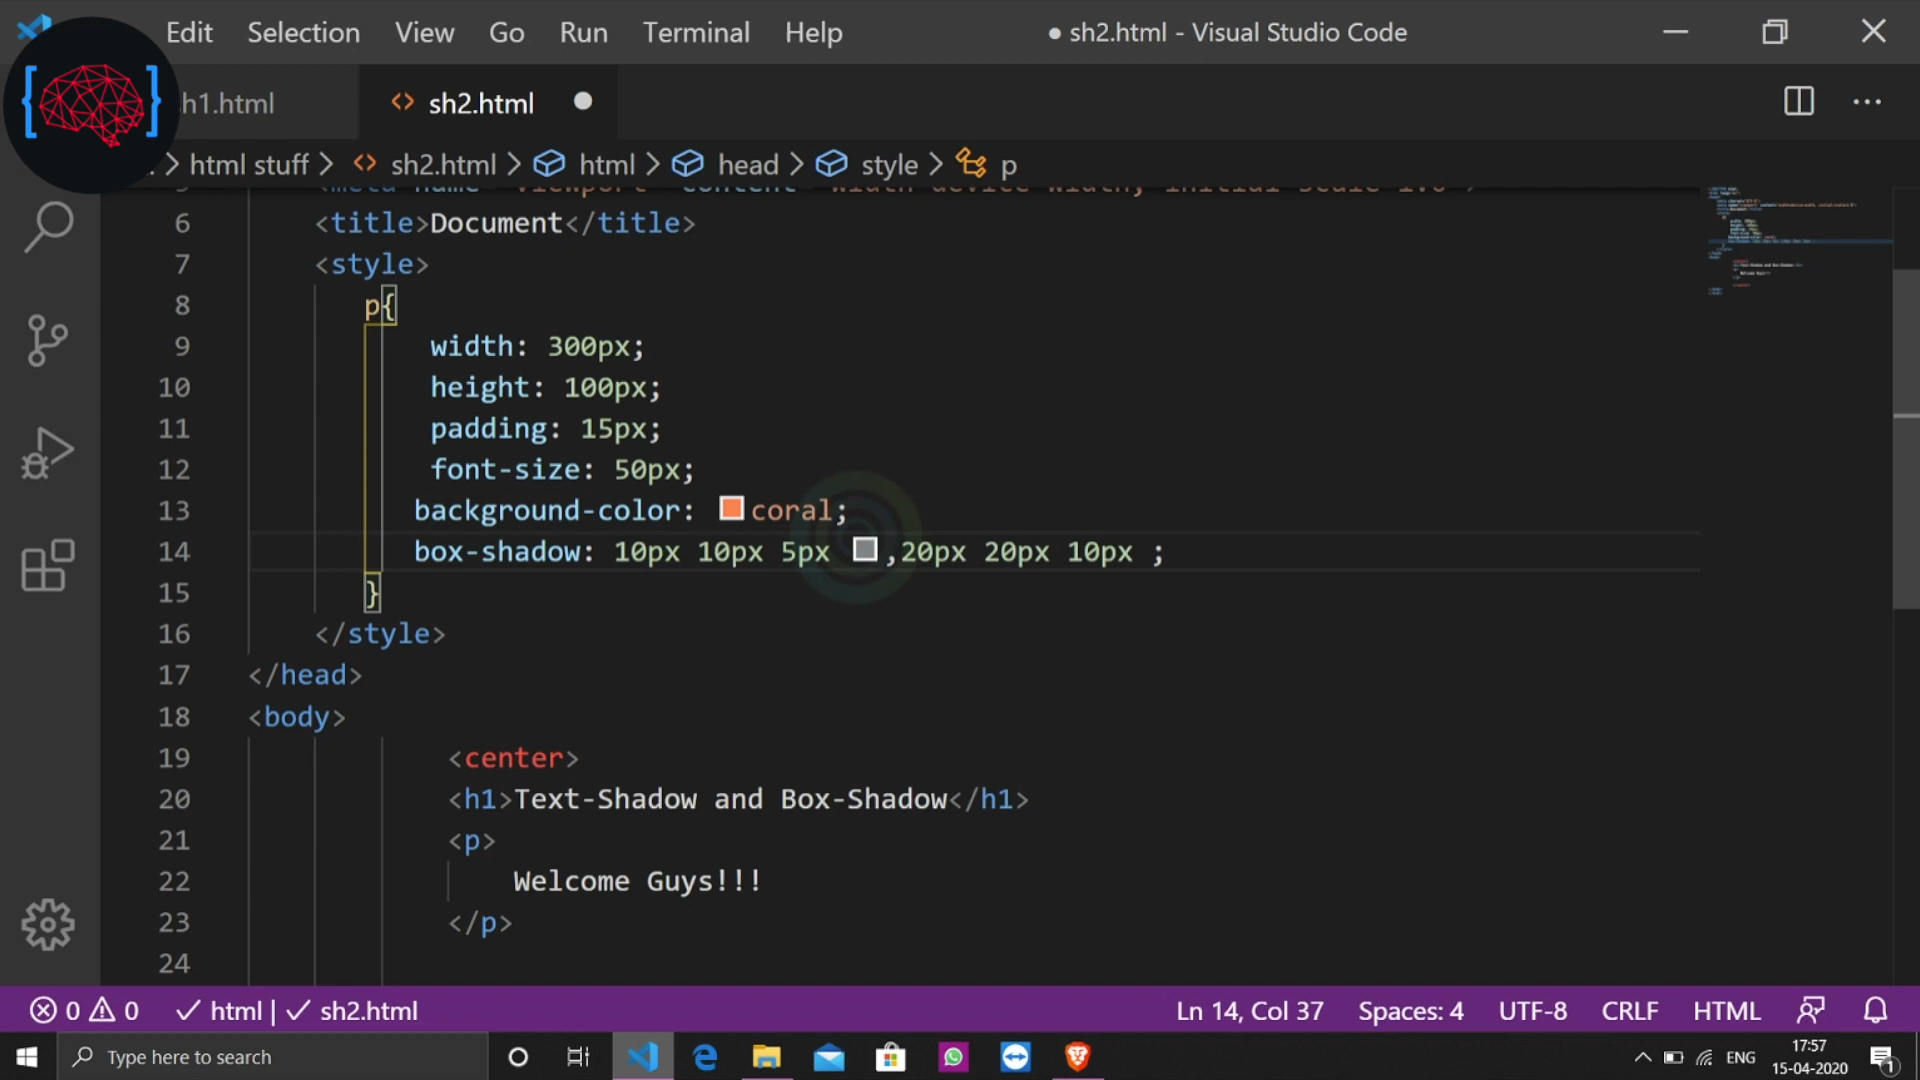 Edit Selection View Go Run Terminal Help ● sh2.html - Visual Studio Code
h1.html sh2.html
html stuff > sh2.html > html > head > style > p
6 <title>Document</title>
7 <style>
8 p{
9 width: 300px;
10 height: 100px;
11 padding: 15px;
12 font-size: 50px;
13 background-color: coral;
14 box-shadow: 10px 10px 5px ,20px 20px 10px ;
15 }
16 </style>
17 </head>
18 <body>
19 <center>
20 <h1>Text-Shadow and Box-Shadow</h1>
21 <p>
22 Welcome Guys!!!
23 </p>
24
0 0 html | sh2.html Ln 14, Col 37 Spaces: 4 UTF-8 CRLF HTML
Type here to search ENG 17:57
15-04-2020 1